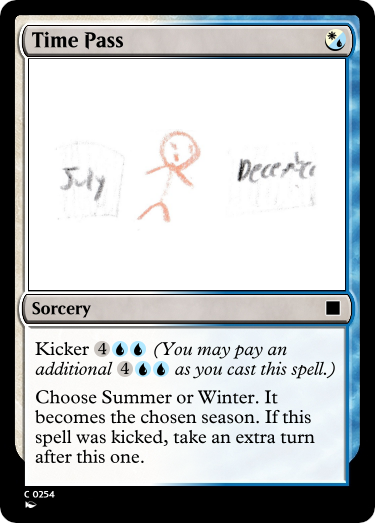 Time Pass
July
December
Sorcery
Kicker 4 (You may pay an
additional 4 as you cast this spell.)
Choose Summer or Winter. It
becomes the chosen season. If this
spell was kicked, take an extra turn
after this one.
C 0254